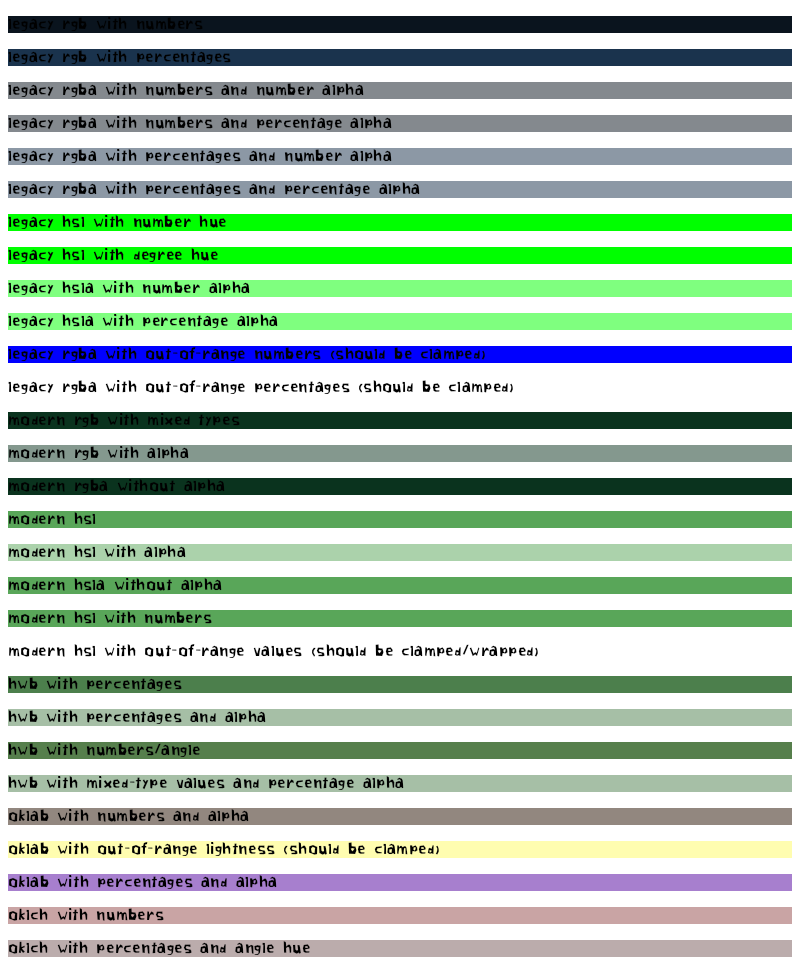 legacy rgb with numbers
legacy rgb with percentages
legacy rgba with numbers and number alpha
legacy rgba with numbers and percentage alpha
legacy rgba with percentages and number alpha
legacy rgba with percentages and percentage alpha
legacy hsl with number hue
legacy hsl with degree hue
legacy hsla with number alpha
legacy hsla with percentage alpha
legacy rgba with out-of-range numbers (should be clamped)
legacy rgba with out-of-range percentages (should be clamped)
modern rgb with mixed types
modern rgb with alpha
modern rgba without alpha
modern hsl
modern hsl with alpha
modern hsla without alpha
modern hsl with numbers
modern hsl with out-of-range values (should be clamped/wrapped)
hwb with percentages
hwb with percentages and alpha
hwb with numbers/angle
hwb with mixed-type values and percentage alpha
oklab with numbers and alpha
oklab with out-of-range lightness (should be clamped)
oklab with percentages and alpha
oklch with numbers
oklch with percentages and angle hue